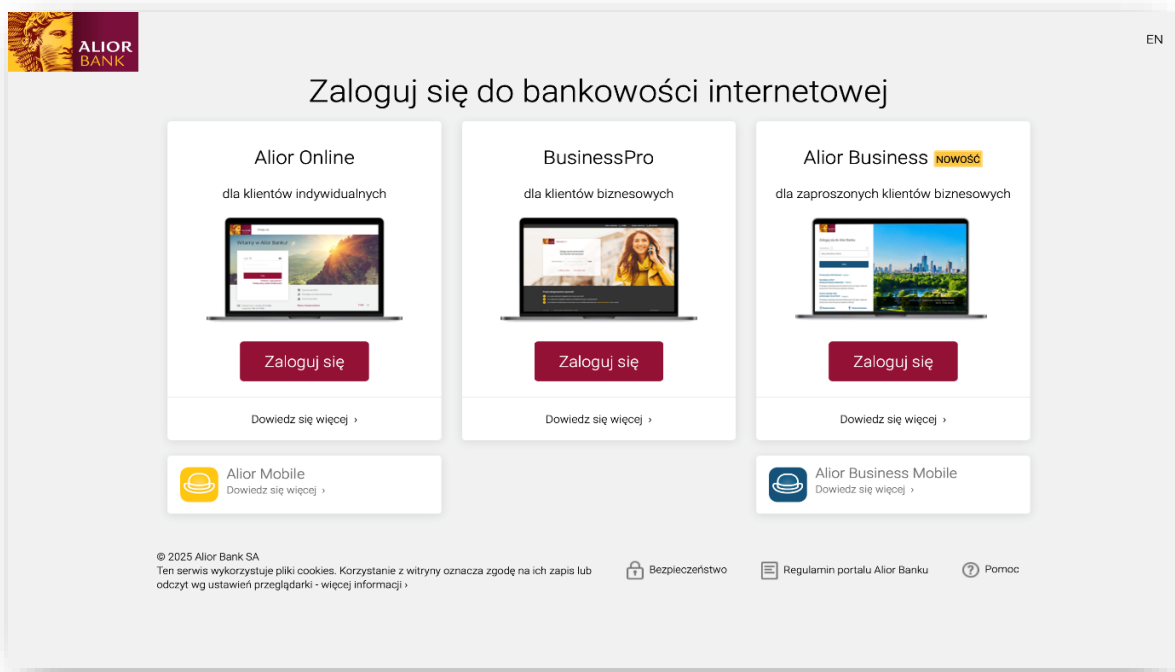 ALIOR
BANK
EN
Zaloguj się do bankowości internetowej
Alior Online
dla klientów indywidualnych
Witamy w Alior Banku!
Zaloguj się
Dowiedz się więcej ›
BusinessPro
dla klientów biznesowych
Zaloguj się
Dowiedz się więcej ›
Alior Business NOWOŚĆ
dla zaproszonych klientów biznesowych
Zaloguj się
Dowiedz się więcej ›
Alior Mobile
Dowiedz się więcej ›
Alior Business Mobile
Dowiedz się więcej ›
© 2025 Alior Bank SA
Ten serwis wykorzystuje pliki cookies. Korzystanie z witryny oznacza zgodę na ich zapis lub
odczyt wg ustawień przeglądarki - więcej informacji ›
Bezpieczeństwo
Regulamin portalu Alior Banku
Pomoc